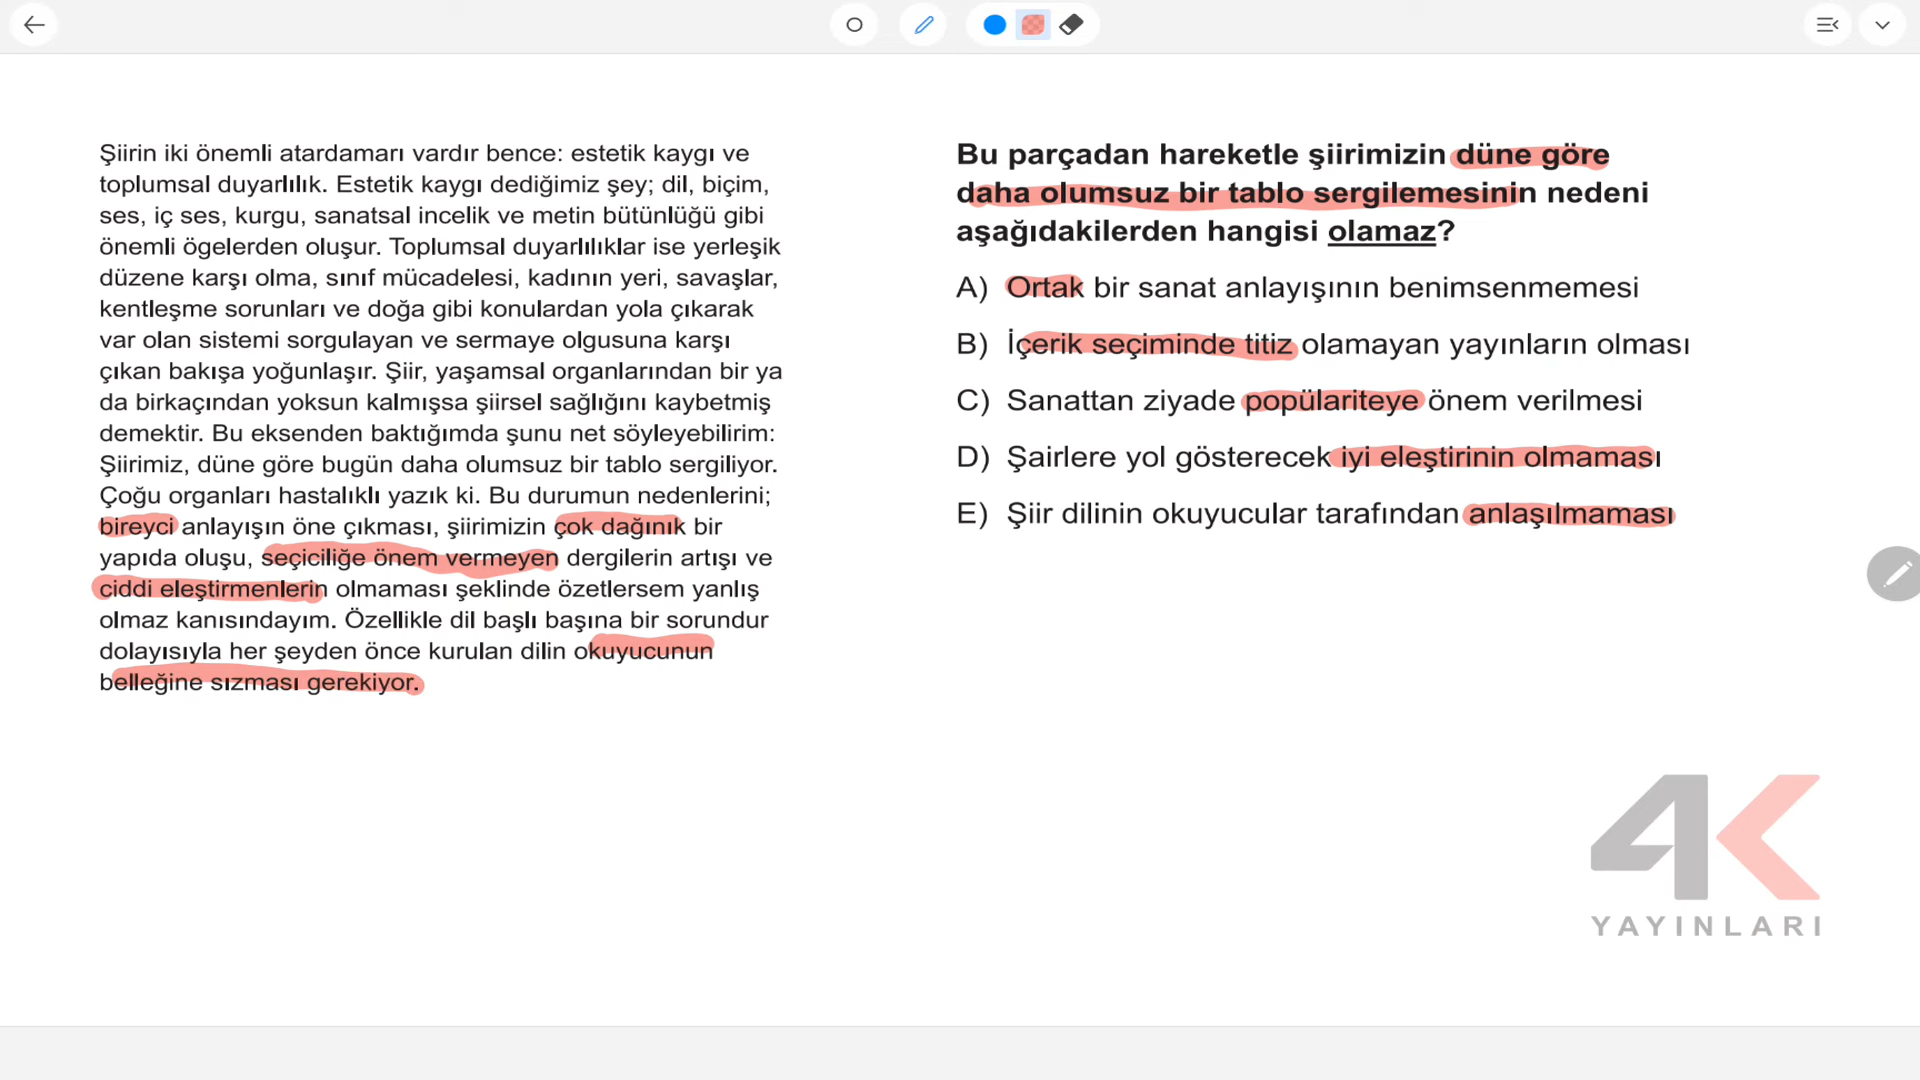 Şiirin iki önemli atardamarı vardır bence: estetik kaygı ve
toplumsal duyarlılık. Estetik kaygı dediğimiz şey; dil, biçim,
ses, iç ses, kurgu, sanatsal incelik ve metin bütünlüğü gibi
önemli ögelerden oluşur. Toplumsal duyarlılıklar ise yerleşik
düzene karşı olma, sınıf mücadelesi, kadının yeri, savaşlar,
kentleşme sorunları ve doğa gibi konulardan yola çıkarak
var olan sistemi sorgulayan ve sermaye olgusuna karşı
çıkan bakışa yoğunlaşır. Şiir, yaşamsal organlarından bir ya
da birkaçından yoksun kalmışsa şiirsel sağlığını kaybetmiş
demektir. Bu eksenden baktığımda şunu net söyleyebilirim:
Şiirimiz, düne göre bugün daha olumsuz bir tablo sergiliyor.
Çoğu organları hastalıklı yazık ki. Bu durumun nedenlerini;
bireyci anlayışın öne çıkması, şiirimizin çok dağınık bir
yapıda oluşu, seçiciliğe önem vermeyen dergilerin artışı ve
ciddi eleştirmenlerin olmaması şeklinde özetlersem yanlış
olmaz kanısındayım. Özellikle dil başlı başına bir sorundur
dolayısıyla her şeyden önce kurulan dilin okuyucunun
belleğine sızması gerekiyor.
Bu parçadan hareketle şiirimizin düne göre
daha olumsuz bir tablo sergilemesinin nedeni
aşağıdakilerden hangisi olamaz?
A) Ortak bir sanat anlayışının benimsenmemesi
B) İçerik seçiminde titiz olamayan yayınların olması
C) Sanattan ziyade popülariteye önem verilmesi
D) Şairlere yol gösterecek iyi eleştirinin olmaması
E) Şiir dilinin okuyucular tarafından anlaşılmaması
4K
YAYINLARI